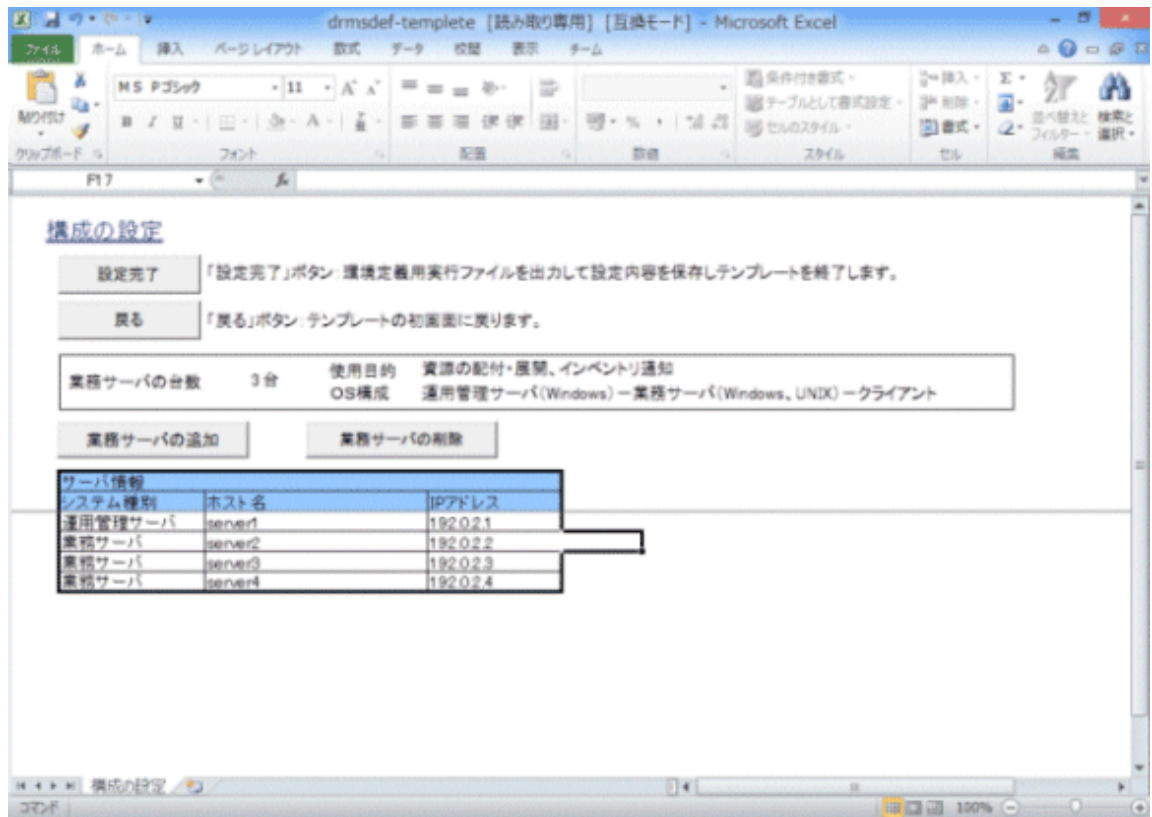 drmsdef-templete [読み取り専用] [互換モード] - Microsoft Excel
ファイル ホーム 挿入 ページ レイアウト 数式 データ 校閲 表示 チーム
MS Pゴシック 11 条件付き書式 挿入
貼り付け テーブルとして書式設定 削除 並べ替えと 検索と
セルのスタイル 書式 フィルター 選択
クリップボード フォント 配置 数値 スタイル セル 編集
F17 fx
構成の設定
設定完了 「設定完了」ボタン:環境定義用実行ファイルを出力して設定内容を保存しテンプレートを終了します。
戻る 「戻る」ボタン:テンプレートの初画面に戻ります。
業務サーバの台数 3台 使用目的 資源の配付・展開、インベントリ通知
OS構成 運用管理サーバ(Windows)-業務サーバ(Windows、UNIX)-クライアント
業務サーバの追加 業務サーバの削除
サーバ情報
システム種別 ホスト名 IPアドレス
運用管理サーバ server1 192.0.2.1
業務サーバ server2 192.0.2.2
業務サーバ server3 192.0.2.3
業務サーバ server4 192.0.2.4
構成の設定
コマンド 100%